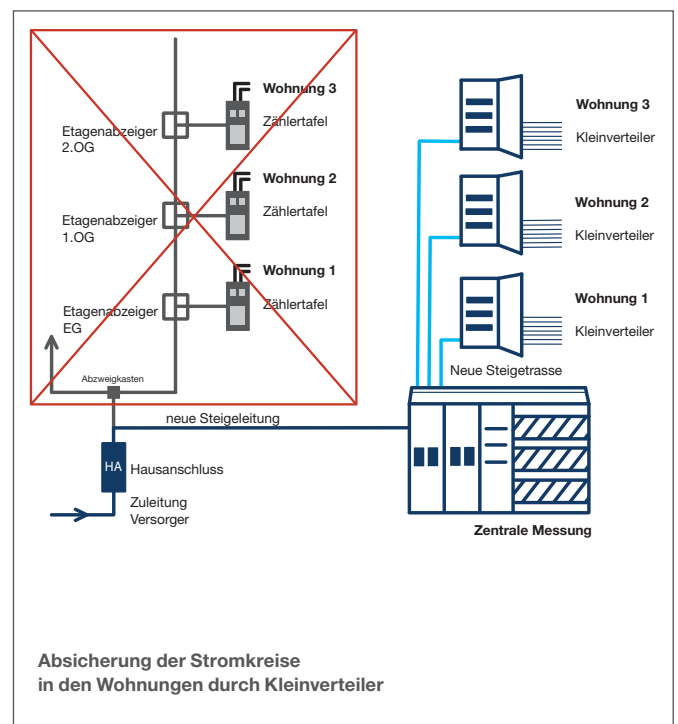 Wohnung 3
Zählertafel
Etagenabzeiger
2.OG
Wohnung 2
Zählertafel
Etagenabzeiger
1.OG
Wohnung 1
Zählertafel
Etagenabzeiger
EG
Abzweigkasten
Wohnung 3
Kleinverteiler
Wohnung 2
Kleinverteiler
Wohnung 1
Kleinverteiler
Neue Steigetrasse
neue Steigeleitung
HA
Hausanschluss
Zuleitung
Versorger
Zentrale Messung
Absicherung der Stromkreise
in den Wohnungen durch Kleinverteiler